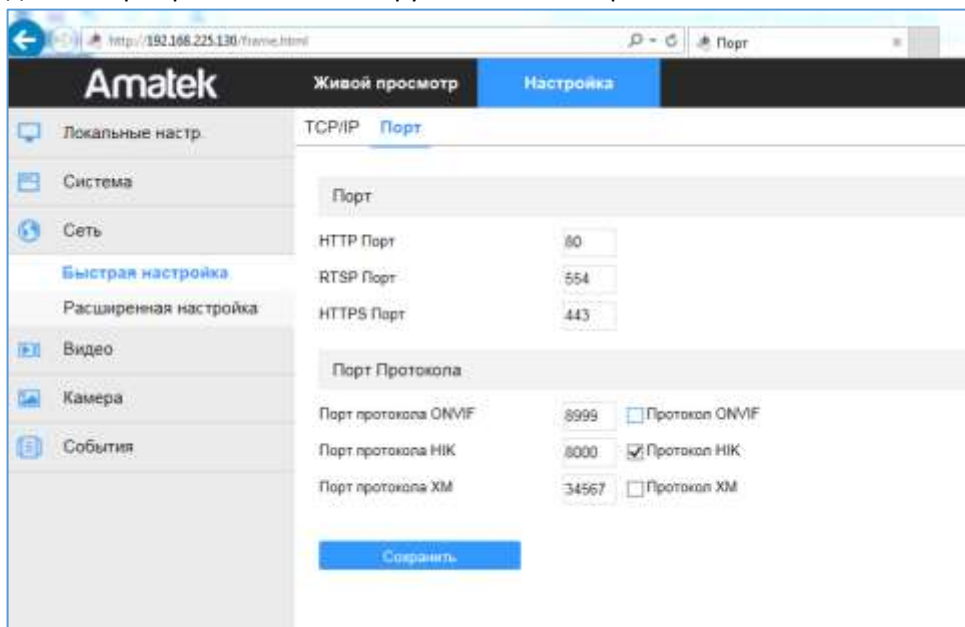 http://192.168.225.130/frame.html Порт
Amatek Живой просмотр Настройка
Локальные настр.
Система
Сеть
Быстрая настройка
Расширенная настройка
Видео
Камера
События
TCP/IP Порт
Порт
HTTP Порт 80
RTSP Порт 554
HTTPS Порт 443
Порт Протокола
Порт протокола ONVIF 8999 Протокол ONVIF
Порт протокола HIK 8000 Протокол HIK
Порт протокола XM 34567 Протокол XM
Сохранить